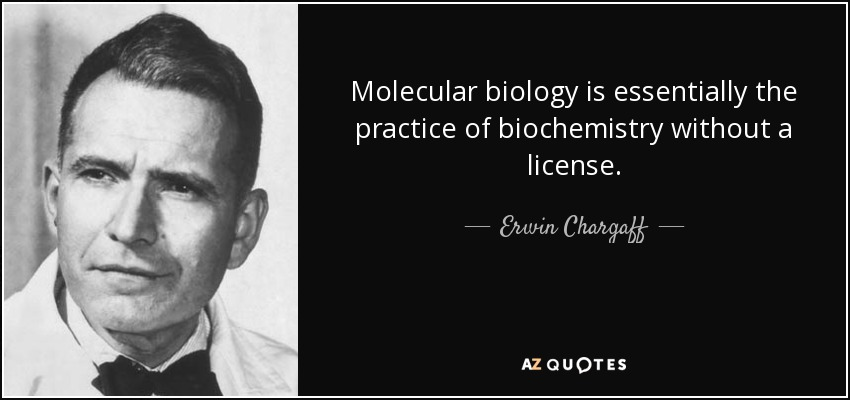 Molecular biology is essentially the
practice of biochemistry without a
license.
— Erwin Chargaff —
AZ QUOTES